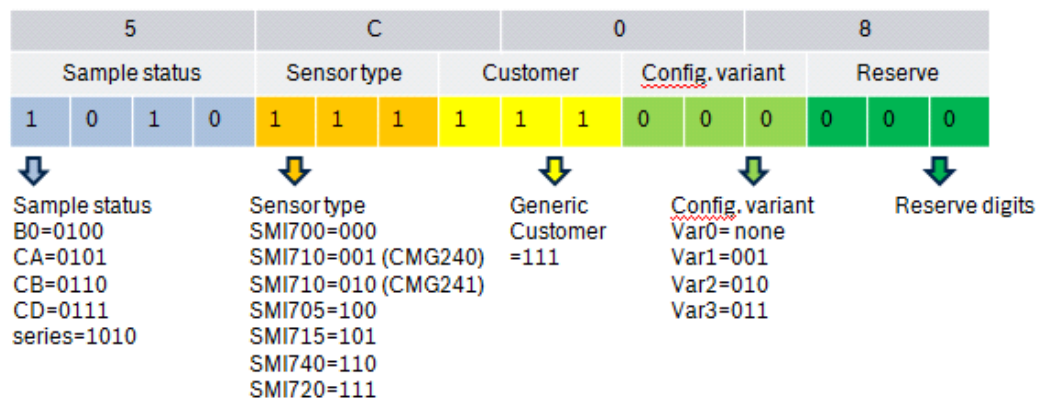 5 C 0 8
Sample status Sensor type Customer Config. variant Reserve
1 0 1 0 1 1 1 1 1 1 0 0 0 0 0 0
Sample status
B0=0100
CA=0101
CB=0110
CD=0111
series=1010
Sensor type
SMI700=000
SMI710=001 (CMG240)
SMI710=010 (CMG241)
SMI705=100
SMI715=101
SMI740=110
SMI720=111
Generic
Customer
=111
Config. variant
Var0= none
Var1=001
Var2=010
Var3=011
Reserve digits